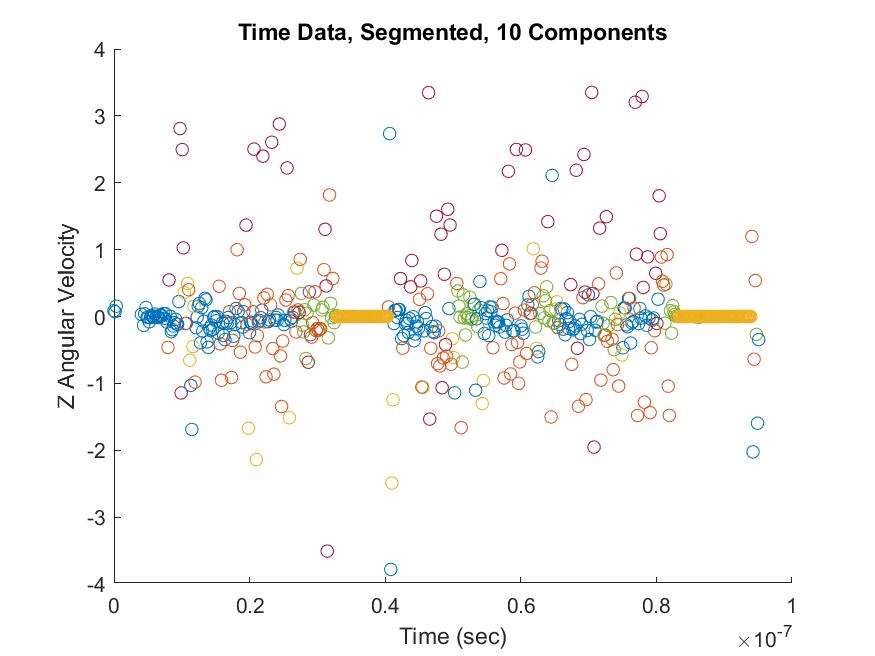 Time Data, Segmented, 10 Components
4
3
2
1
0
-1
-2
-3
-4
Z Angular Velocity
0 0.2 0.4 0.6 0.8 1
Time (sec)
×10⁻⁷